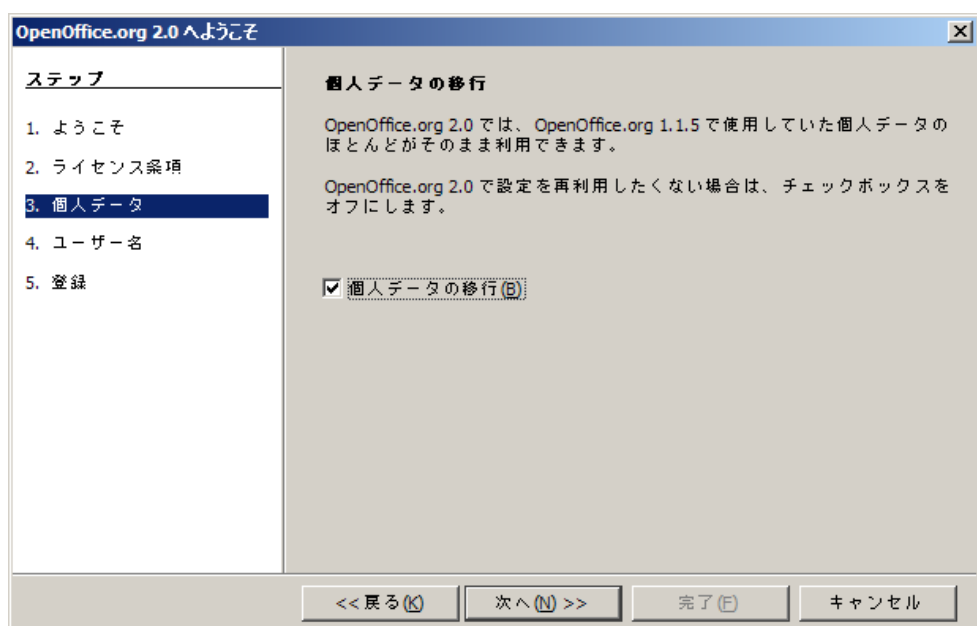 OpenOffice.org 2.0 へようこそ
ステップ
1. ようこそ
2. ライセンス条項
3. 個人データ
4. ユーザー名
5. 登録
個人データの移行
OpenOffice.org 2.0 では、OpenOffice.org 1.1.5 で使用していた個人データの
ほとんどがそのまま利用できます。
OpenOffice.org 2.0 で設定を再利用したくない場合は、チェックボックスを
オフにします。
個人データの移行(B)
<< 戻る(K)
次へ(N) >>
完了(F)
キャンセル